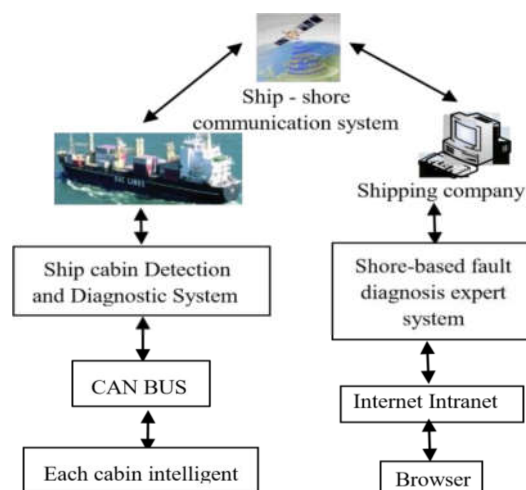 Ship - shore
communication system
Shipping company
Ship cabin Detection
and Diagnostic System
Shore-based fault
diagnosis expert
system
CAN BUS
Internet Intranet
Each cabin intelligent
Browser